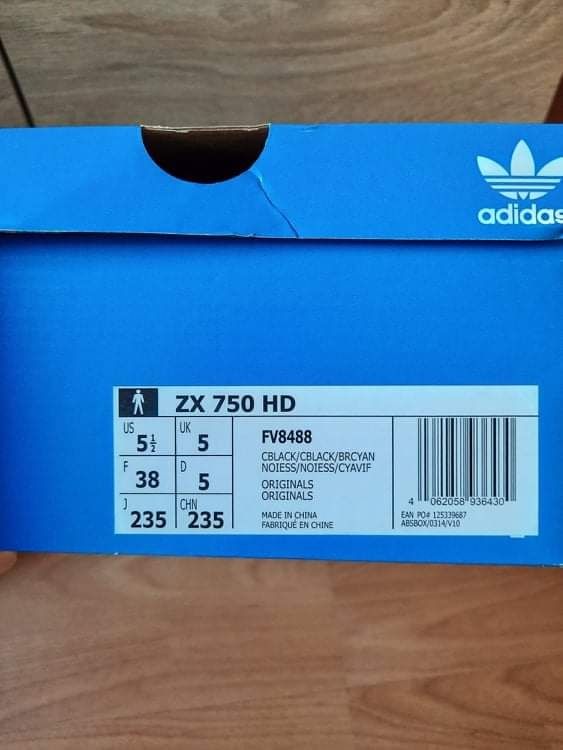 adidas
ZX 750 HD
US 5½ UK 5
F 38 D 5
J 235 CHN 235
FV8488
CBLACK/CBLACK/BRCYAN
NOIESS/NOIESS/CYAVIF
ORIGINALS
ORIGINALS
MADE IN CHINA
FABRIQUÉ EN CHINE
4 062058 936430
EAN PO# 125339687
ABSBOX/0314/V10